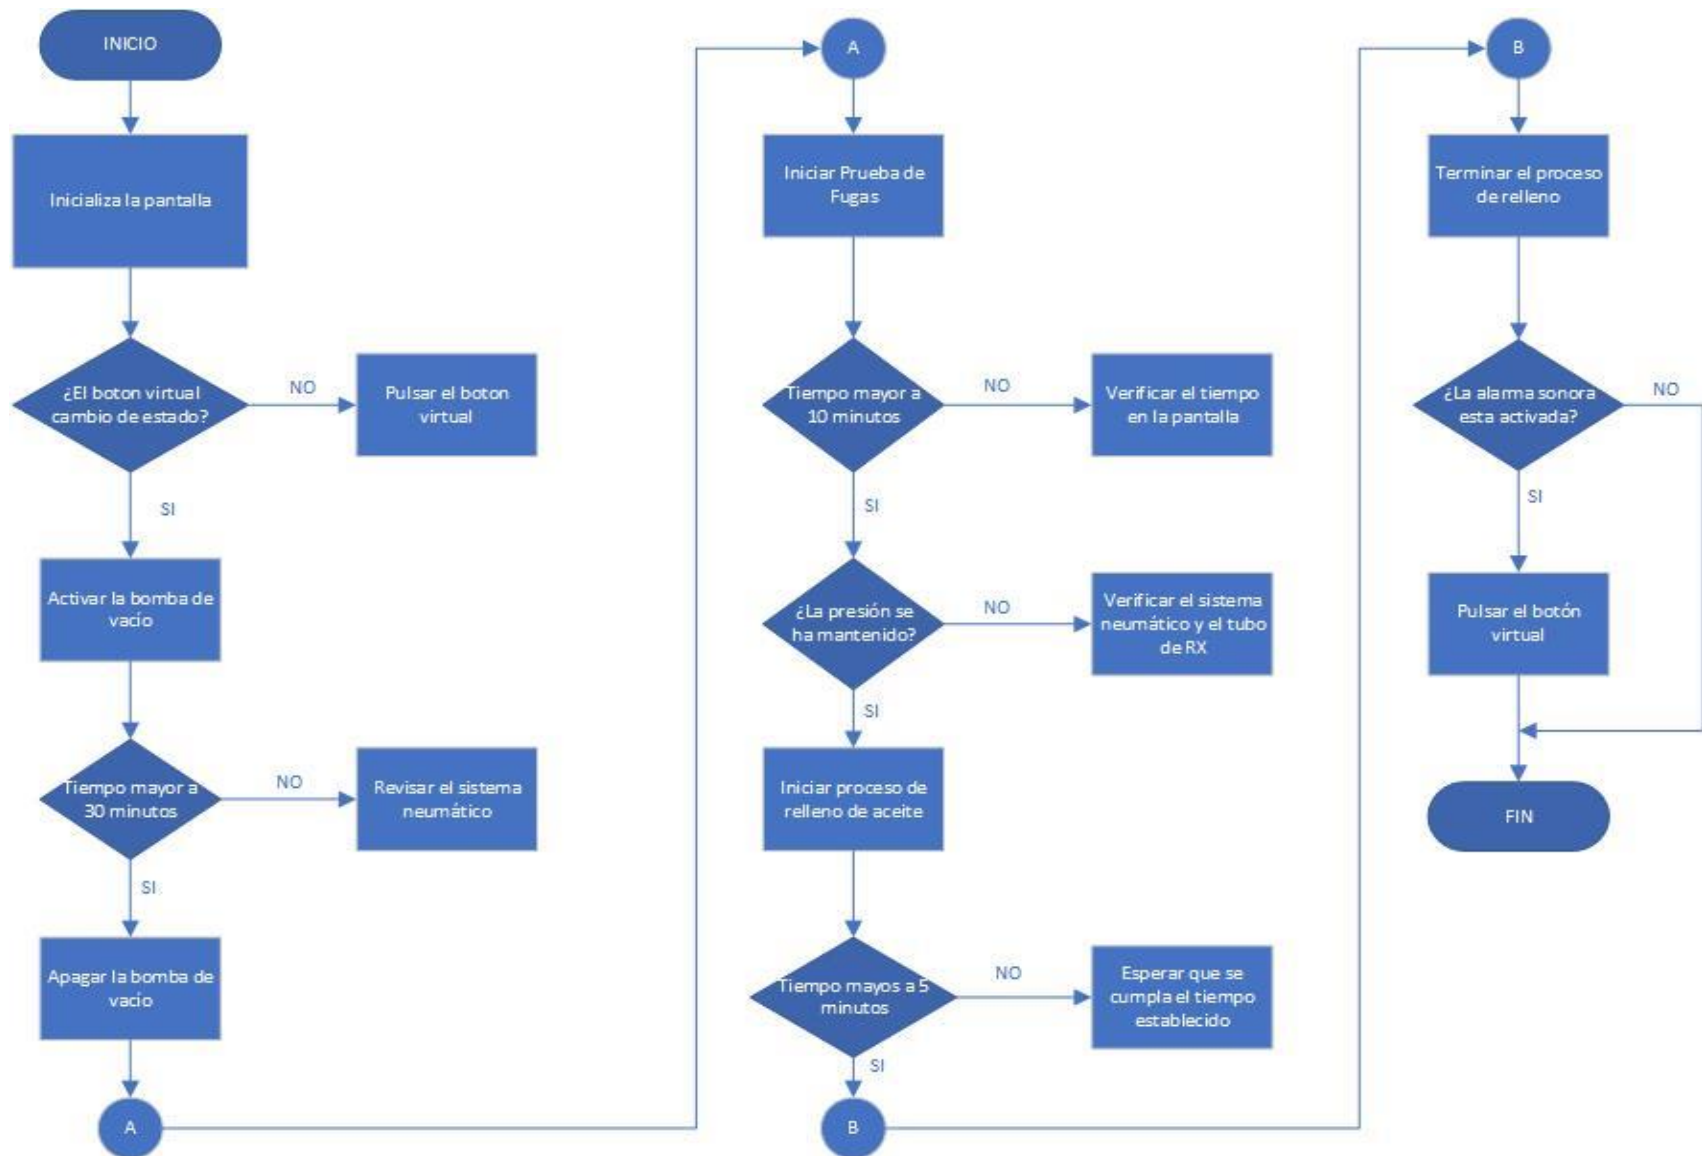 INICIO
Inicializa la pantalla
¿El boton virtual
cambio de estado?
NO
Pulsar el boton
virtual
SI
Activar la bomba de
vacío
Tiempo mayor a
30 minutos
NO
Revisar el sistema
neumático
SI
Apagar la bomba de
vacío
A
A
Iniciar Prueba de
Fugas
Tiempo mayor a
10 minutos
NO
Verificar el tiempo
en la pantalla
SI
¿La presión se
ha mantenido?
NO
Verificar el sistema
neumático y el tubo
de RX
SI
Iniciar proceso de
relleno de aceite
Tiempo mayos a 5
minutos
NO
Esperar que se
cumpla el tiempo
establecido
SI
B
B
Terminar el proceso
de relleno
¿La alarma sonora
esta activada?
NO
SI
Pulsar el botón
virtual
FIN